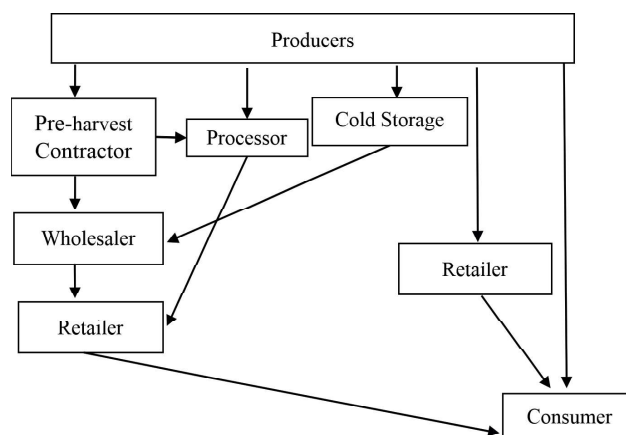 Producers
Pre-harvest
Contractor
Processor
Cold Storage
Wholesaler
Retailer
Retailer
Consumer